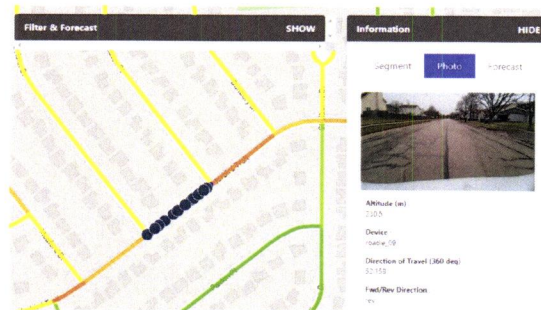 Filter & Forecast
SHOW
Information
HIDE
Segment
Photo
Forecast
Altitude (m)
Device
Direction of Travel (360 deg)
Fwd/Rev Direction